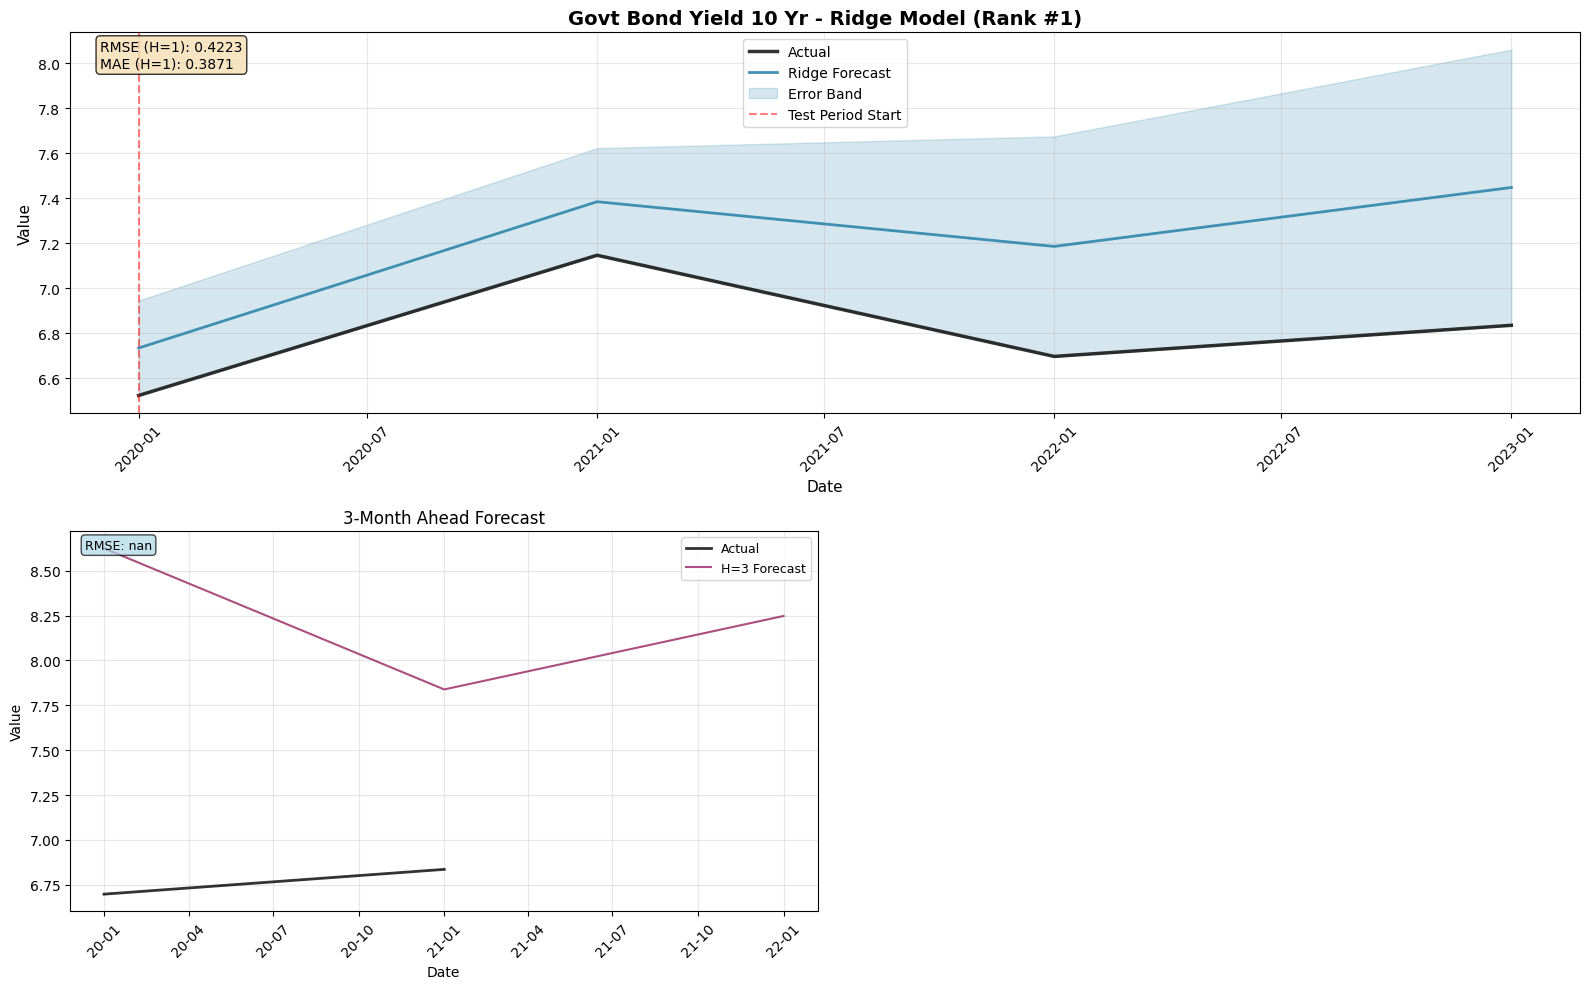 Govt Bond Yield 10 Yr - Ridge Model (Rank #1)
RMSE (H=1): 0.4223
MAE (H=1): 0.3871
Actual
Ridge Forecast
Error Band
Test Period Start
Value
8.0
7.8
7.6
7.4
7.2
7.0
6.8
6.6
2020-01
2020-07
2021-01
2021-07
2022-01
2022-07
2023-01
Date
3-Month Ahead Forecast
RMSE: nan
Actual
H=3 Forecast
Value
8.50
8.25
8.00
7.75
7.50
7.25
7.00
6.75
20-01
20-04
20-07
20-10
21-01
21-04
21-07
21-10
22-01
Date